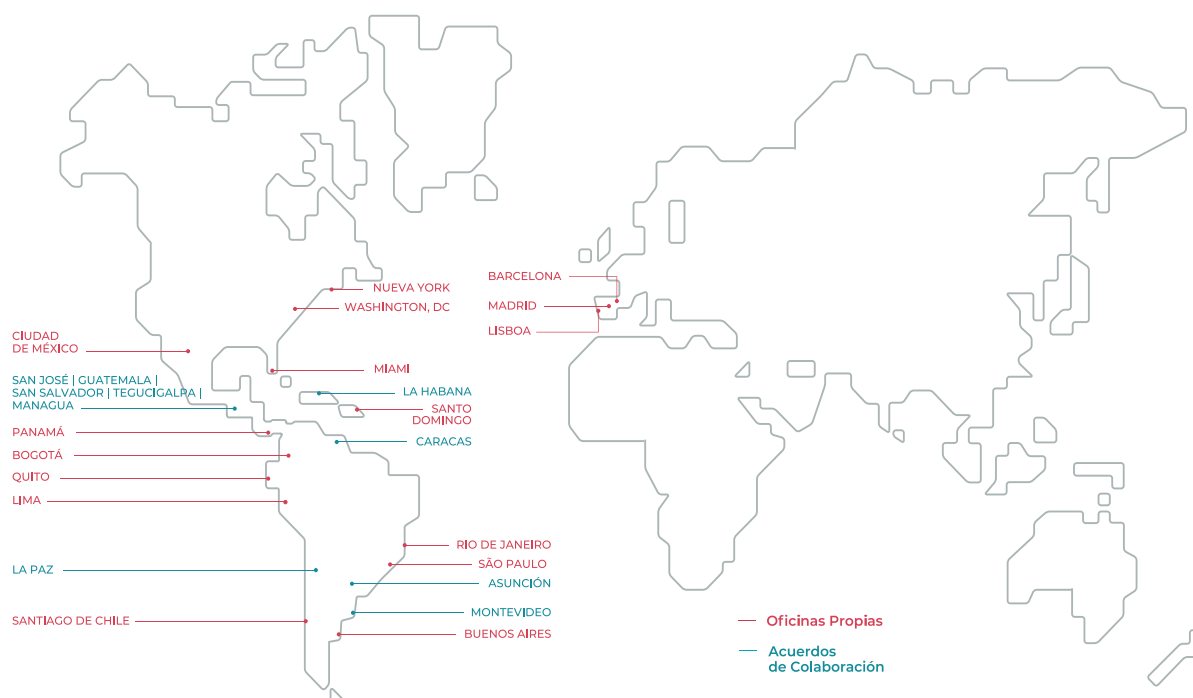 NUEVA YORK
WASHINGTON, DC
CIUDAD
DE MÉXICO
MIAMI
SAN JOSÉ | GUATEMALA |
SAN SALVADOR | TEGUCIGALPA |
MANAGUA
LA HABANA
SANTO
DOMINGO
PANAMÁ
CARACAS
BOGOTÁ
QUITO
LIMA
RIO DE JANEIRO
SÃO PAULO
LA PAZ
ASUNCIÓN
MONTEVIDEO
SANTIAGO DE CHILE
BUENOS AIRES
BARCELONA
MADRID
LISBOA
Oficinas Propias
Acuerdos
de Colaboración